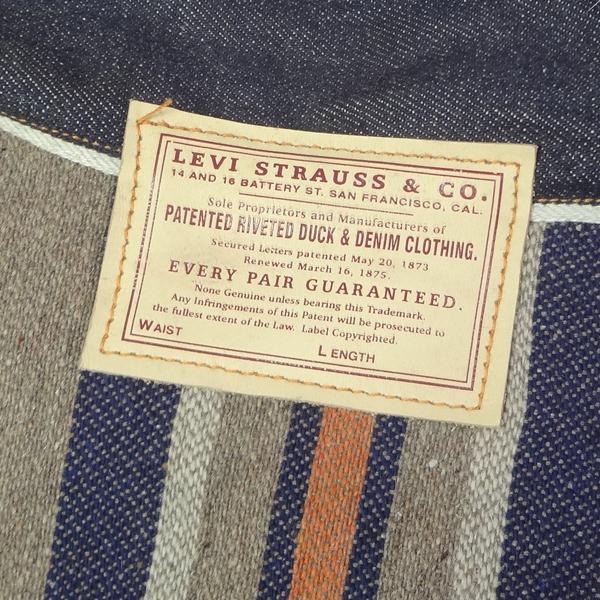 LEVI STRAUSS & CO.
14 AND 16 BATTERY ST. SAN FRANCISCO, CAL.
Sole Proprietors and Manufacturers of
PATENTED RIVETED DUCK & DENIM CLOTHING.
Secured Letters patented May 20, 1873
Renewed March 16, 1875.
EVERY PAIR GUARANTEED.
None Genuine unless bearing this Trademark.
Any Infringements of this Patent will be prosecuted to
the fullest extent of the Law. Label Copyrighted.
WAIST
LENGTH